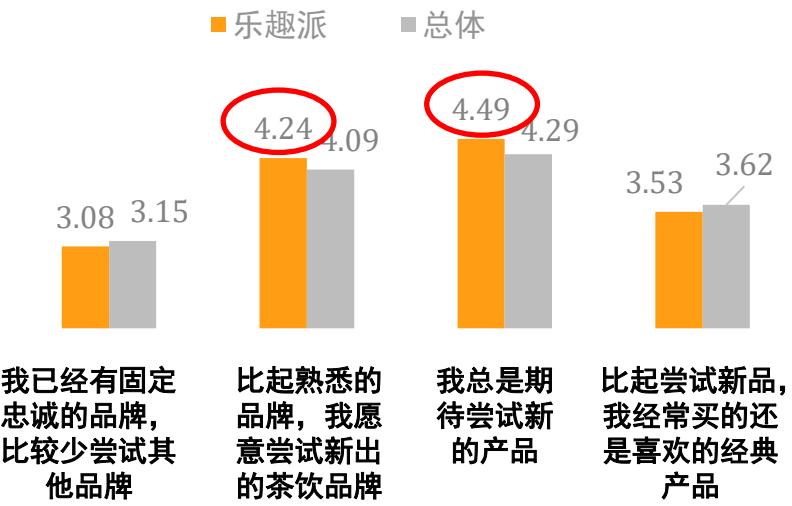 乐趣派 总体
3.08 3.15
4.24 4.09
4.49 4.29
3.53 3.62
我已经有固定
忠诚的品牌，
比较少尝试其
他品牌
比起熟悉的
品牌，我愿
意尝试新出
的茶饮品牌
我总是期
待尝试新
的产品
比起尝试新品，
我经常买的还
是喜欢的经典
产品